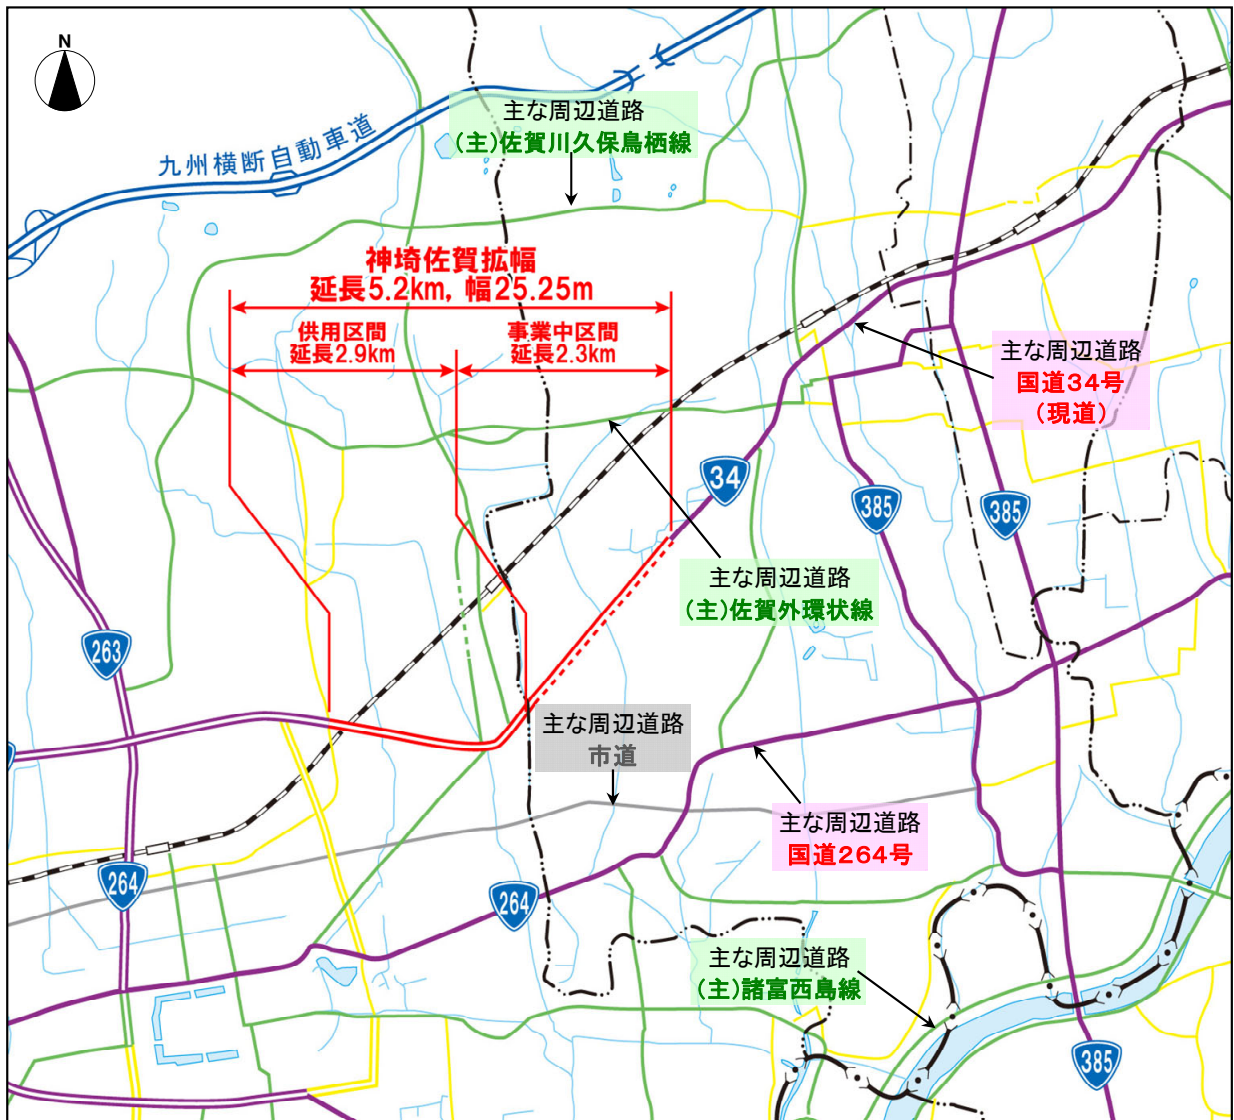 N
九州横断自動車道
主な周辺道路
(主)佐賀川久保鳥栖線
神埼佐賀拡幅
延長5.2km, 幅25.25m
供用区間
延長2.9km
事業中区間
延長2.3km
主な周辺道路
国道34号
(現道)
34
385
385
主な周辺道路
(主)佐賀外環状線
263
主な周辺道路
市道
主な周辺道路
国道264号
264
264
主な周辺道路
(主)諸富西島線
385